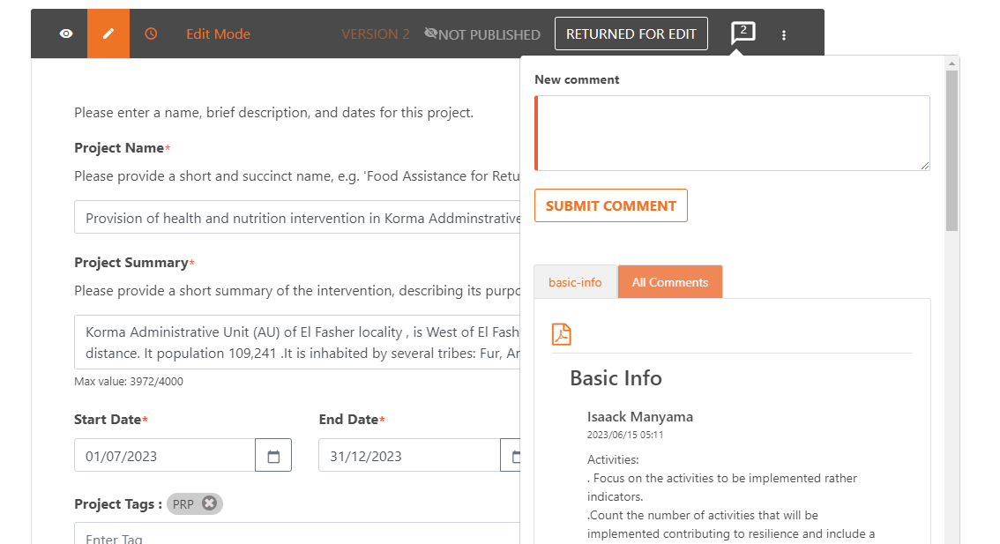 Edit Mode
VERSION 2
NOT PUBLISHED
RETURNED FOR EDIT
2
Please enter a name, brief description, and dates for this project.
Project Name*
Please provide a short and succinct name, e.g. 'Food Assistance for Retu
Provision of health and nutrition intervention in Korma Addminstrative
Project Summary*
Please provide a short summary of the intervention, describing its purpo
Korma Administrative Unit (AU) of El Fasher locality , is West of El Fash
distance. It population 109,241 .It is inhabited by several tribes: Fur, Ar
Max value: 3972/4000
Start Date*
End Date*
01/07/2023
31/12/2023
Project Tags :
PRP
Enter Tag
New comment
SUBMIT COMMENT
basic-info
All Comments
Basic Info
Isaack Manyama
2023/06/15 05:11
Activities:
. Focus on the activities to be implemented rather
indicators.
.Count the number of activities that will be
implemented contributing to resilience and include a